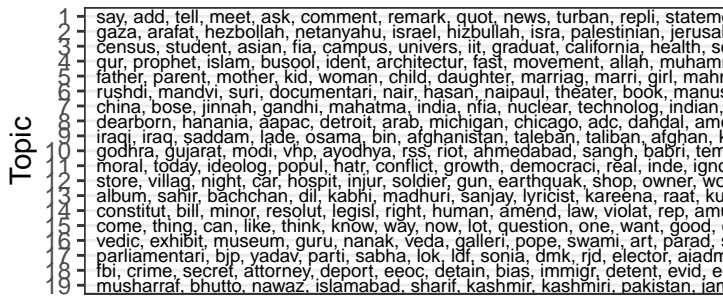 Topic
1 say, add, tell, meet, ask, comment, remark, quot, news, turban, repli, statem
2 gaza, arafat, hezbollah, netanyahu, israel, hizbullah, isra, palestinian, jerusal
3 census, student, asian, fia, campus, univers, iit, graduat, california, health, s
4 qur, prophet, islam, busool, ident, architectur, fast, movement, allah, muham
5 father, parent, mother, kid, woman, child, daughter, marriag, marri, girl, mah
6 rushdi, mandvi, suri, documentari, nair, hasan, naipaul, theater, book, manus
7 china, bose, jinnah, gandhi, mahatma, india, nfia, nuclear, technolog, indian,
8 dearborn, hanania, aapac, detroit, arab, michigan, chicago, adc, dahdal, am
9 iraqi, iraq, saddam, lade, osama, bin, afghanistan, taleban, taliban, afghan, k
10 godhra, gujarat, modi, vhp, ayodhya, rss, riot, ahmedabad, sangh, babri, tem
11 moral, today, ideolog, popul, hatr, conflict, growth, democraci, real, inde, igno
12 store, villag, night, car, hospit, injur, soldier, gun, earthquak, shop, owner, wo
13 album, sahir, bachchan, dil, kabhi, madhuri, sanjay, lyricist, kareena, raat, ku
14 constitut, bill, minor, resolut, legisl, right, human, amend, law, violat, rep, am
15 come, thing, can, like, think, know, way, now, lot, question, one, want, good,
16 vedic, exhibit, museum, guru, nanak, veda, galleri, pope, swami, art, parad, s
17 parliamentari, bjp, yadav, parti, sabha, lok, ldf, sonia, dmk, rjd, elector, aiadm
18 fbi, crime, secret, attorney, deport, eeoc, detain, bias, immigr, detent, evid, e
19 musharraf, bhutto, nawaz, islamabad, sharif, kashmir, kashmiri, pakistan, jam